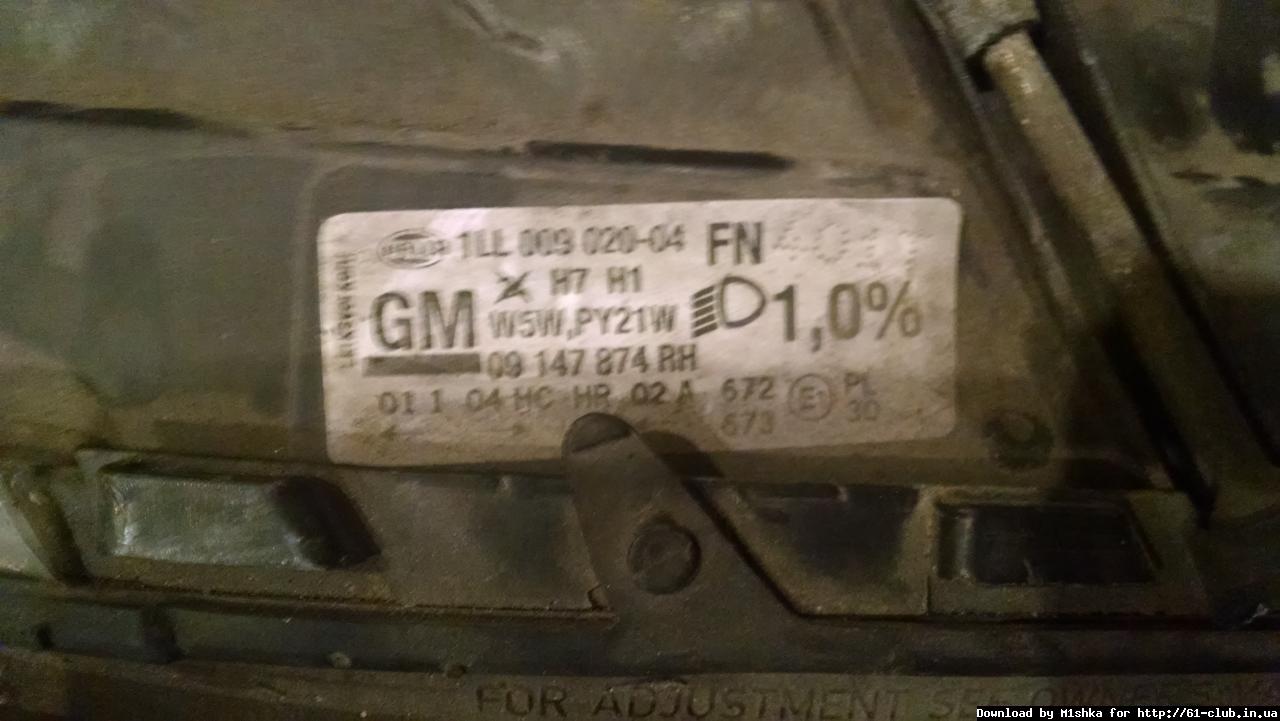 HELLA 1LL 009 020-04 FN
H7 H1
GM W5W,PY21W 1,0%
09 147 874 RH
01 1 04 HC HR 02 A 672 E1 PL
673 30
FOR ADJUSTMENT SEE OWNER'S
Download by M1shka for http://61-club.in.ua